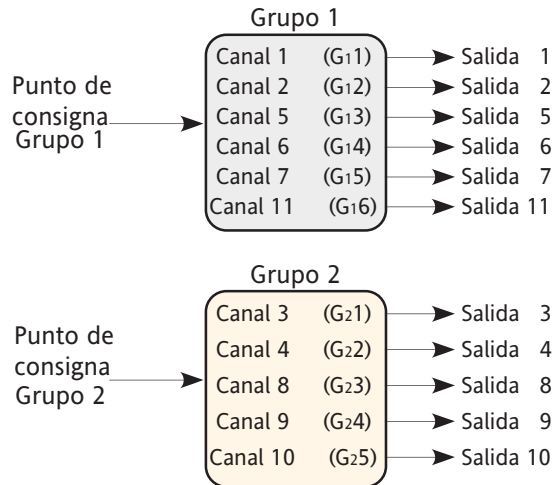 Grupo 1
Punto de
consigna
Grupo 1
Canal 1 (G11) Salida 1
Canal 2 (G12) Salida 2
Canal 5 (G13) Salida 5
Canal 6 (G14) Salida 6
Canal 7 (G15) Salida 7
Canal 11 (G16) Salida 11
Grupo 2
Punto de
consigna
Grupo 2
Canal 3 (G21) Salida 3
Canal 4 (G22) Salida 4
Canal 8 (G23) Salida 8
Canal 9 (G24) Salida 9
Canal 10 (G25) Salida 10